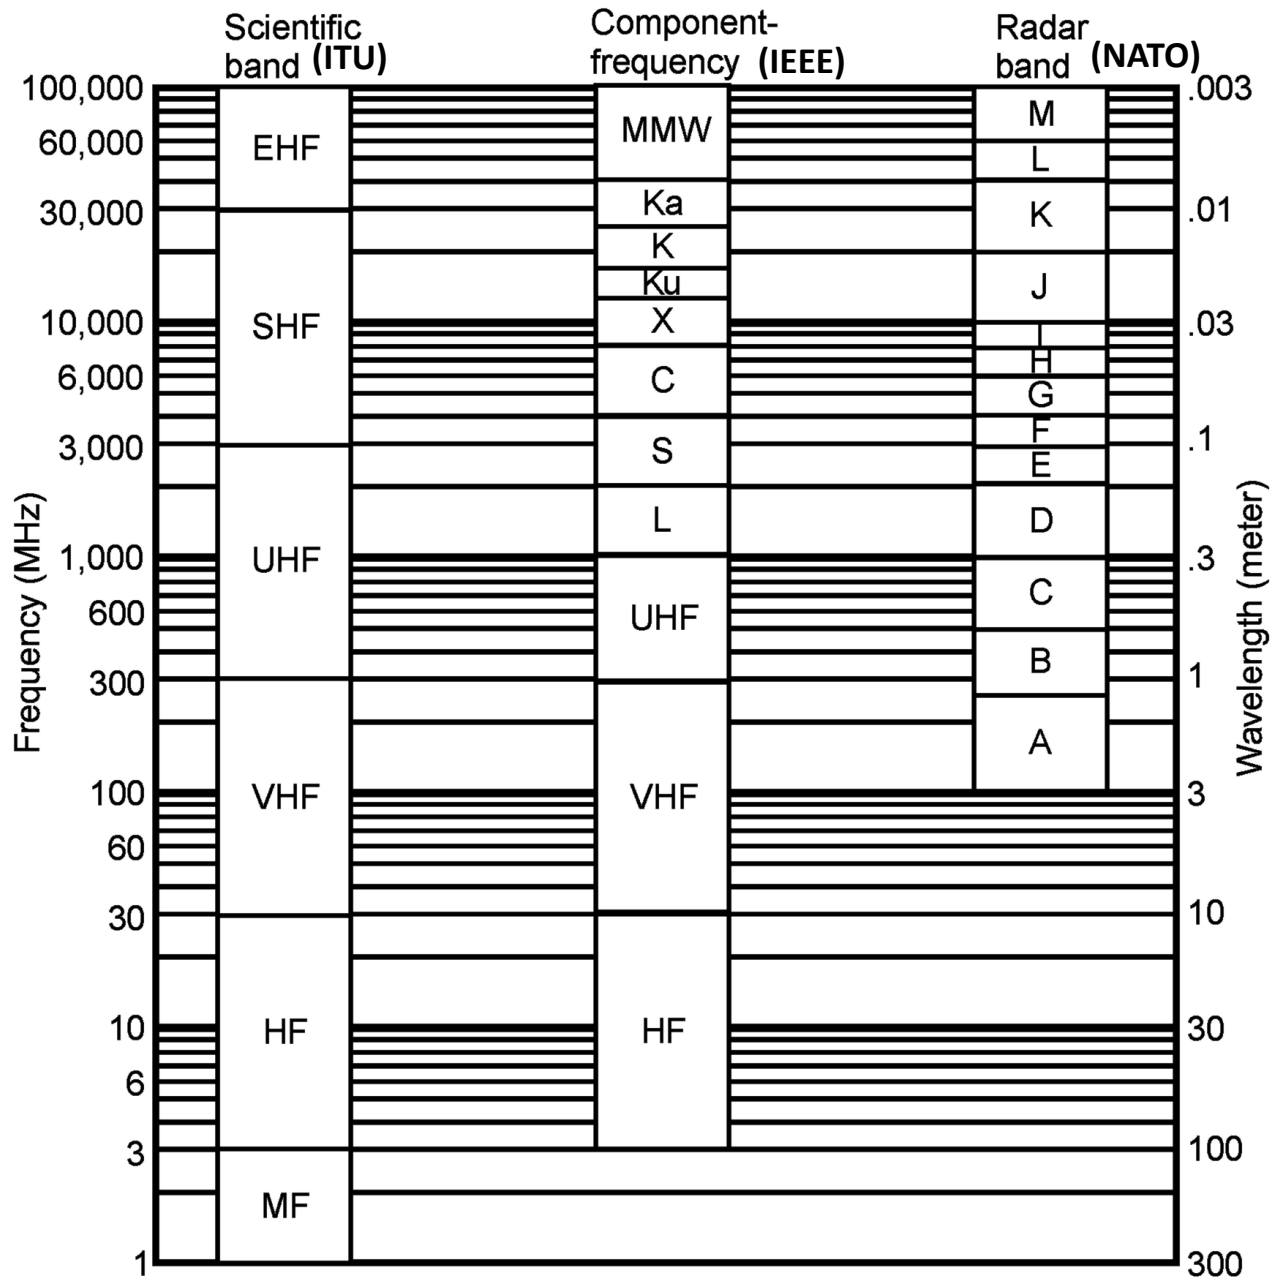 Scientific
band (ITU)
Component-
frequency (IEEE)
Radar
band (NATO)
100,000
60,000
30,000
10,000
6,000
3,000
1,000
600
300
100
60
30
10
6
3
1
Frequency (MHz)
EHF
SHF
UHF
VHF
HF
MF
MMW
Ka
K
Ku
X
C
S
L
UHF
VHF
HF
M
L
K
J
I
H
G
F
E
D
C
B
A
.003
.01
.03
.1
.3
1
3
10
30
100
300
Wavelength (meter)